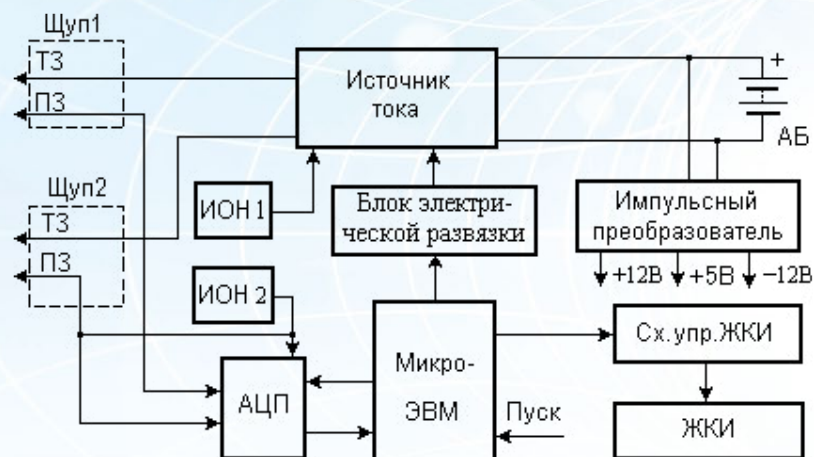 Щуп1
ТЗ
ПЗ
Источник
тока
+
АБ
Щуп2
ТЗ
ПЗ
ИОН 1
Блок электри-
ческой развязки
Импульсный
преобразователь
+12В +5В −12В
ИОН 2
АЦП
Микро-
ЭВМ
Пуск
Сх.упр.ЖКИ
ЖКИ